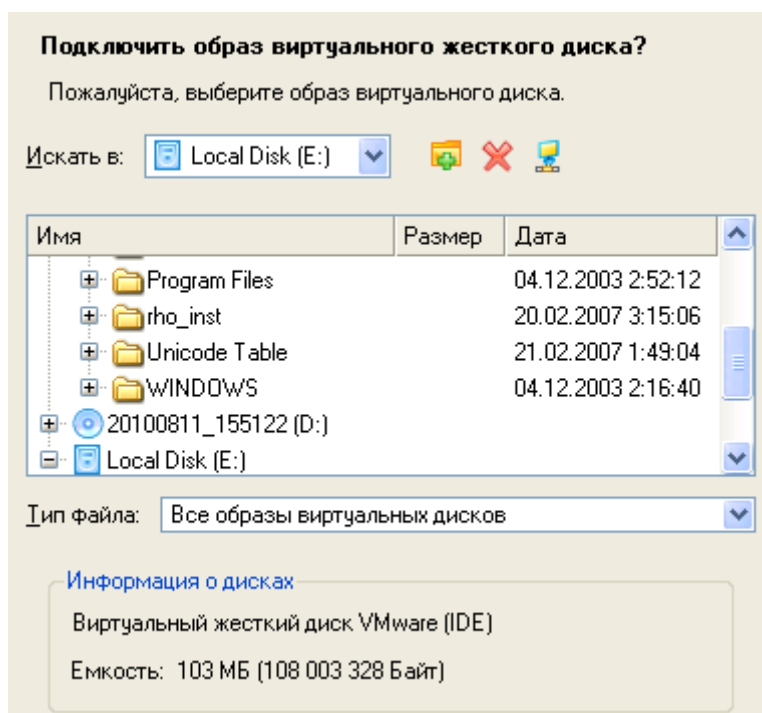 Подключить образ виртуального жесткого диска?
Пожалуйста, выберите образ виртуального диска.
Искать в: Local Disk (E:)
Имя Размер Дата
Program Files 04.12.2003 2:52:12
rho_inst 20.02.2007 3:15:06
Unicode Table 21.02.2007 1:49:04
WINDOWS 04.12.2003 2:16:40
20100811_155122 (D:)
Local Disk (E:)
Тип файла: Все образы виртуальных дисков
Информация о дисках
Виртуальный жесткий диск VMware (IDE)
Емкость: 103 МБ (108 003 328 Байт)